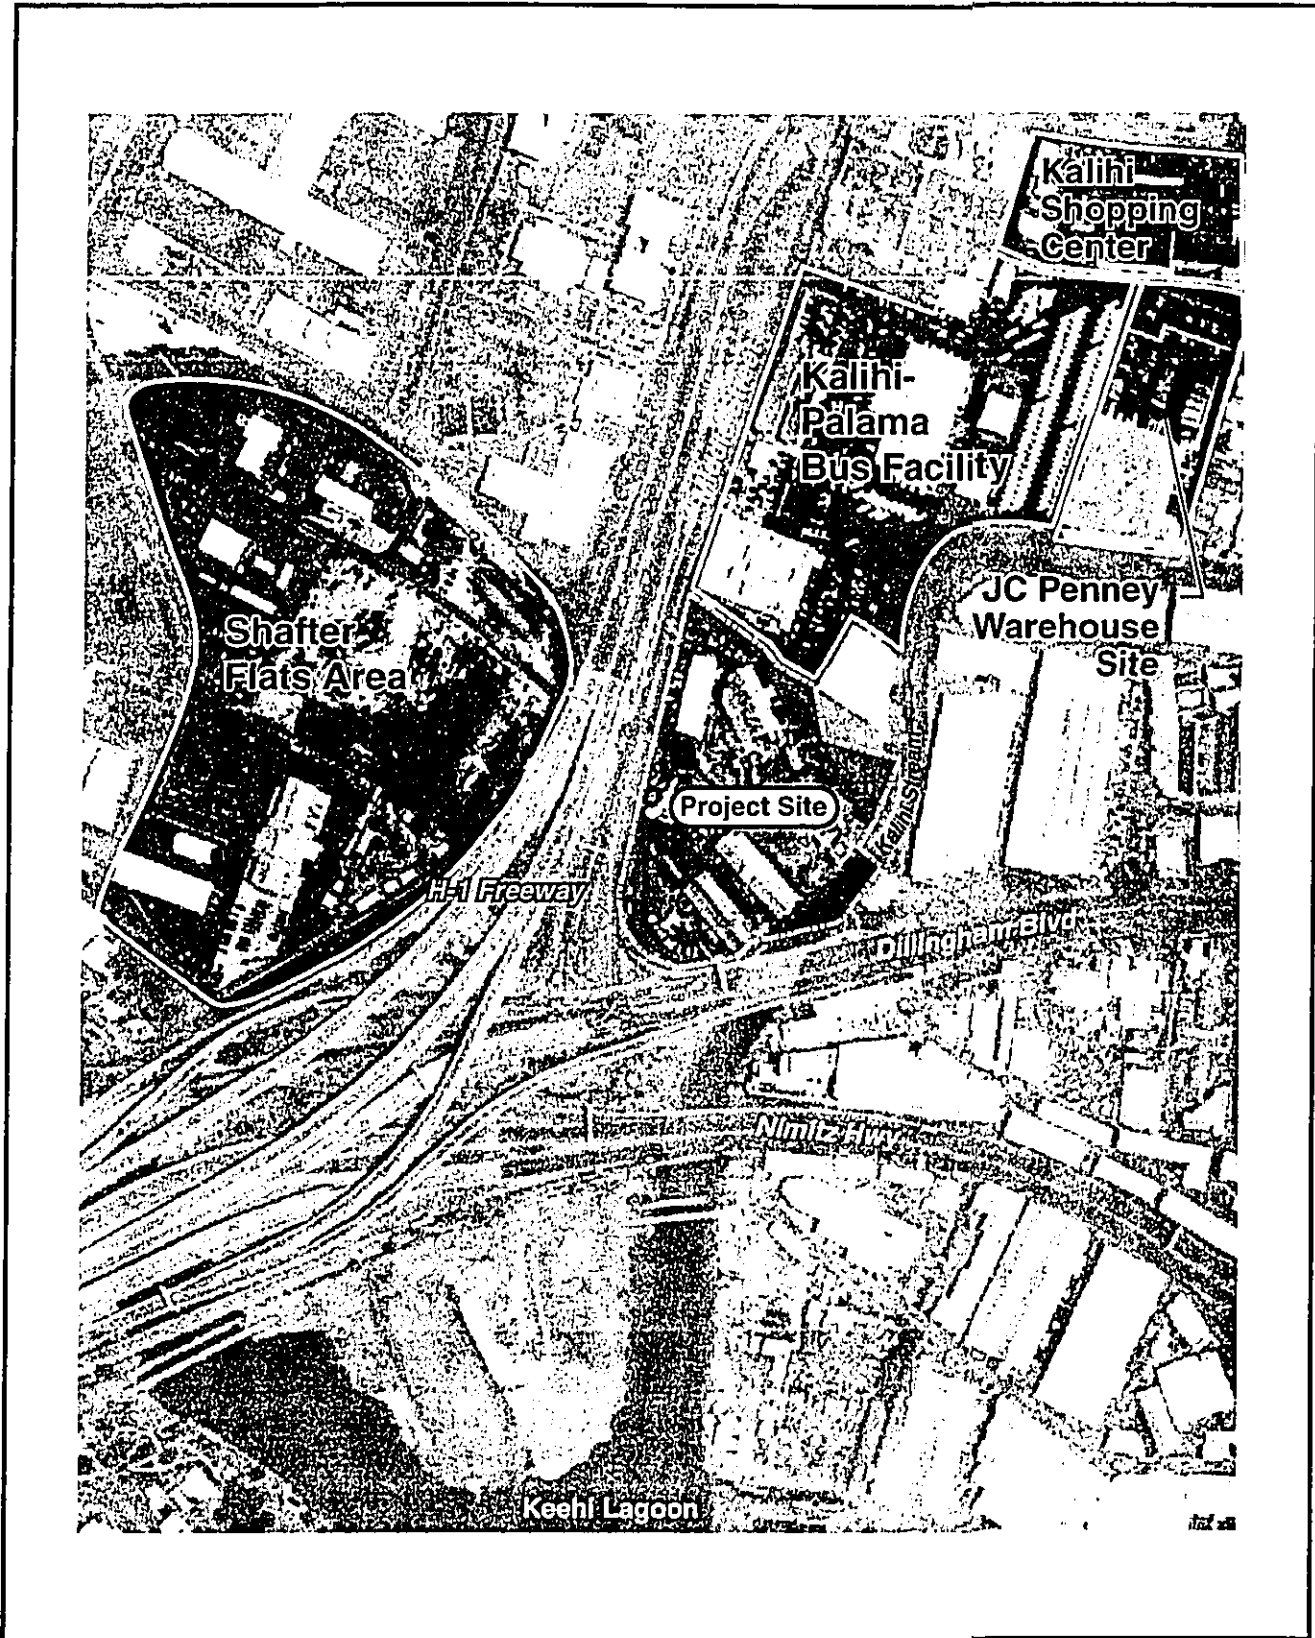 Kalihi
Shopping
Center
Kalihi-
Palama
Bus Facility
JC Penney
Warehouse
Site
Shafter
Flats Area
Project Site
Kalihi Stream
H-1 Freeway
Dillingham Blvd
Nimitz Hwy
Keehi Lagoon